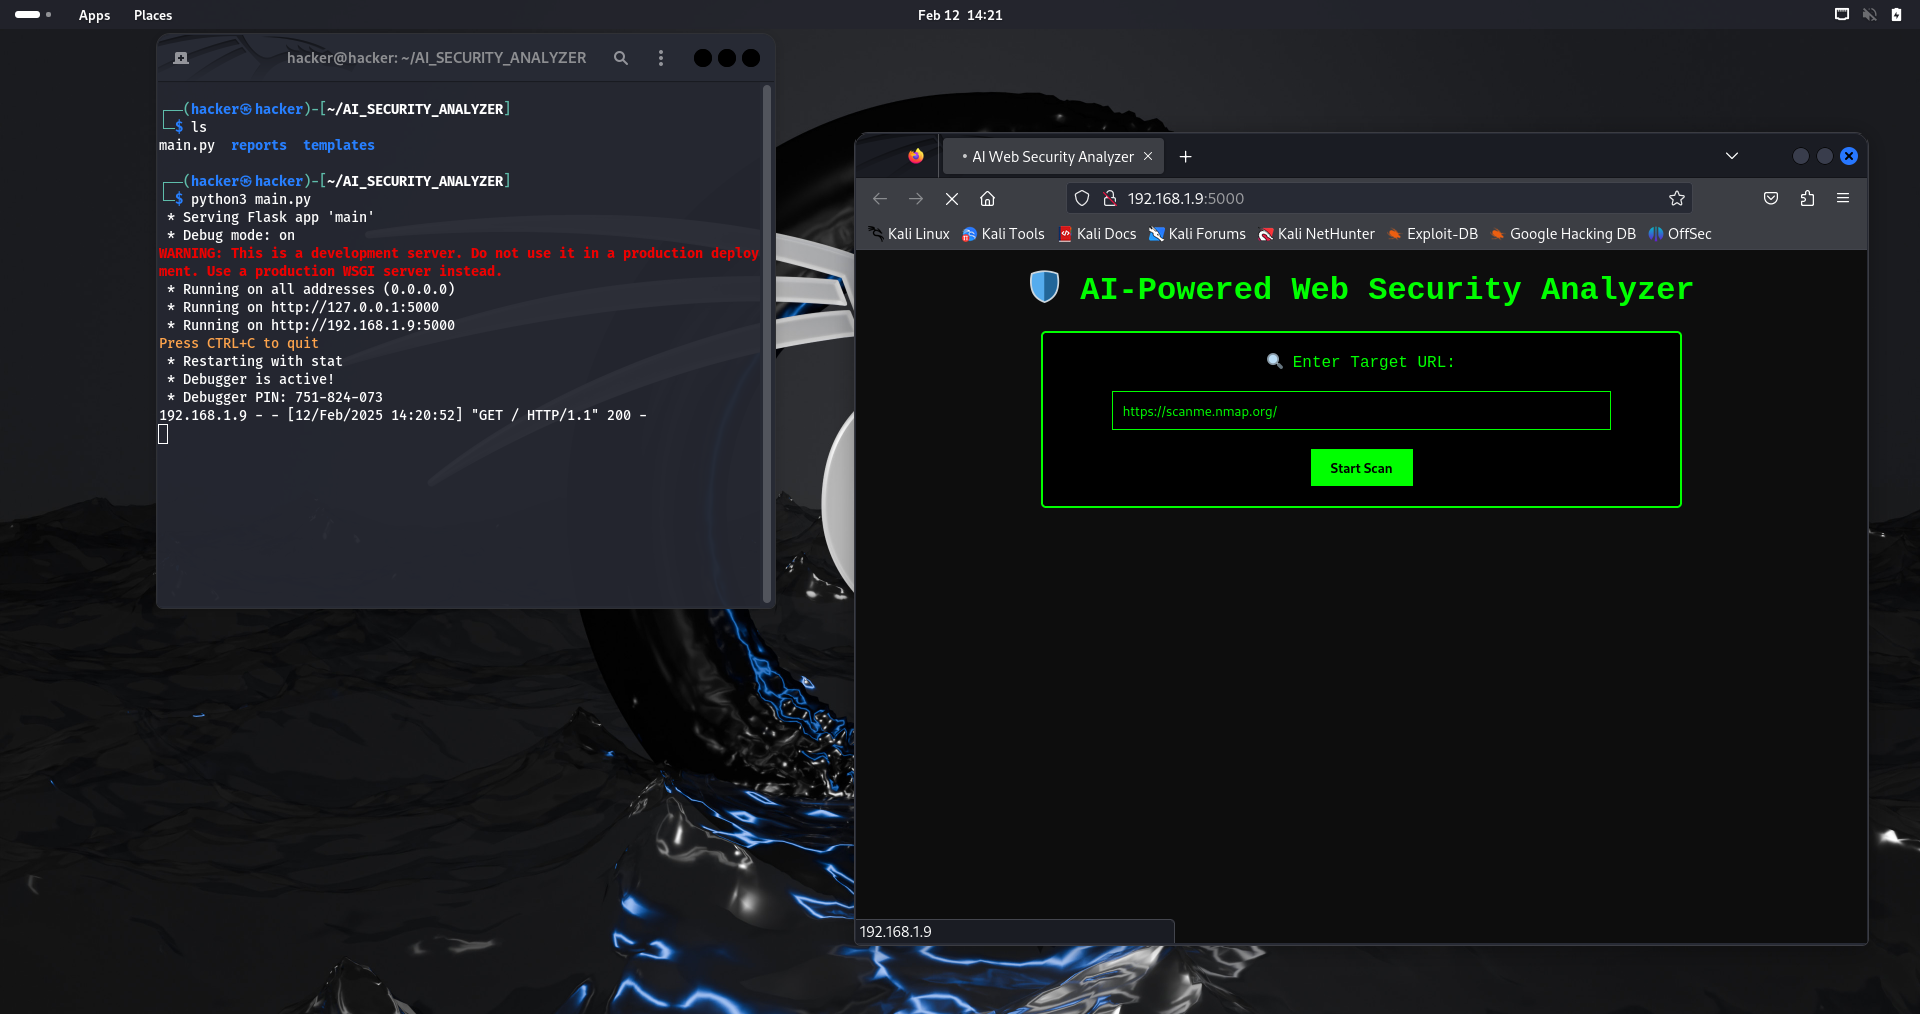 Apps Places
Feb 12 14:21
hacker@hacker: ~/AI_SECURITY_ANALYZER
┌──(hacker㉿hacker)-[~/AI_SECURITY_ANALYZER]
└─$ ls
main.py reports templates
┌──(hacker㉿hacker)-[~/AI_SECURITY_ANALYZER]
└─$ python3 main.py
* Serving Flask app 'main'
* Debug mode: on
WARNING: This is a development server. Do not use it in a production deploy
ment. Use a production WSGI server instead.
* Running on all addresses (0.0.0.0)
* Running on http://127.0.0.1:5000
* Running on http://192.168.1.9:5000
Press CTRL+C to quit
* Restarting with stat
* Debugger is active!
* Debugger PIN: 751-824-073
192.168.1.9 - - [12/Feb/2025 14:20:52] "GET / HTTP/1.1" 200 -
AI Web Security Analyzer
192.168.1.9:5000
Kali Linux Kali Tools Kali Docs Kali Forums Kali NetHunter Exploit-DB Google Hacking DB OffSec
🛡️ AI-Powered Web Security Analyzer
🔍 Enter Target URL:
https://scanme.nmap.org/
Start Scan
192.168.1.9